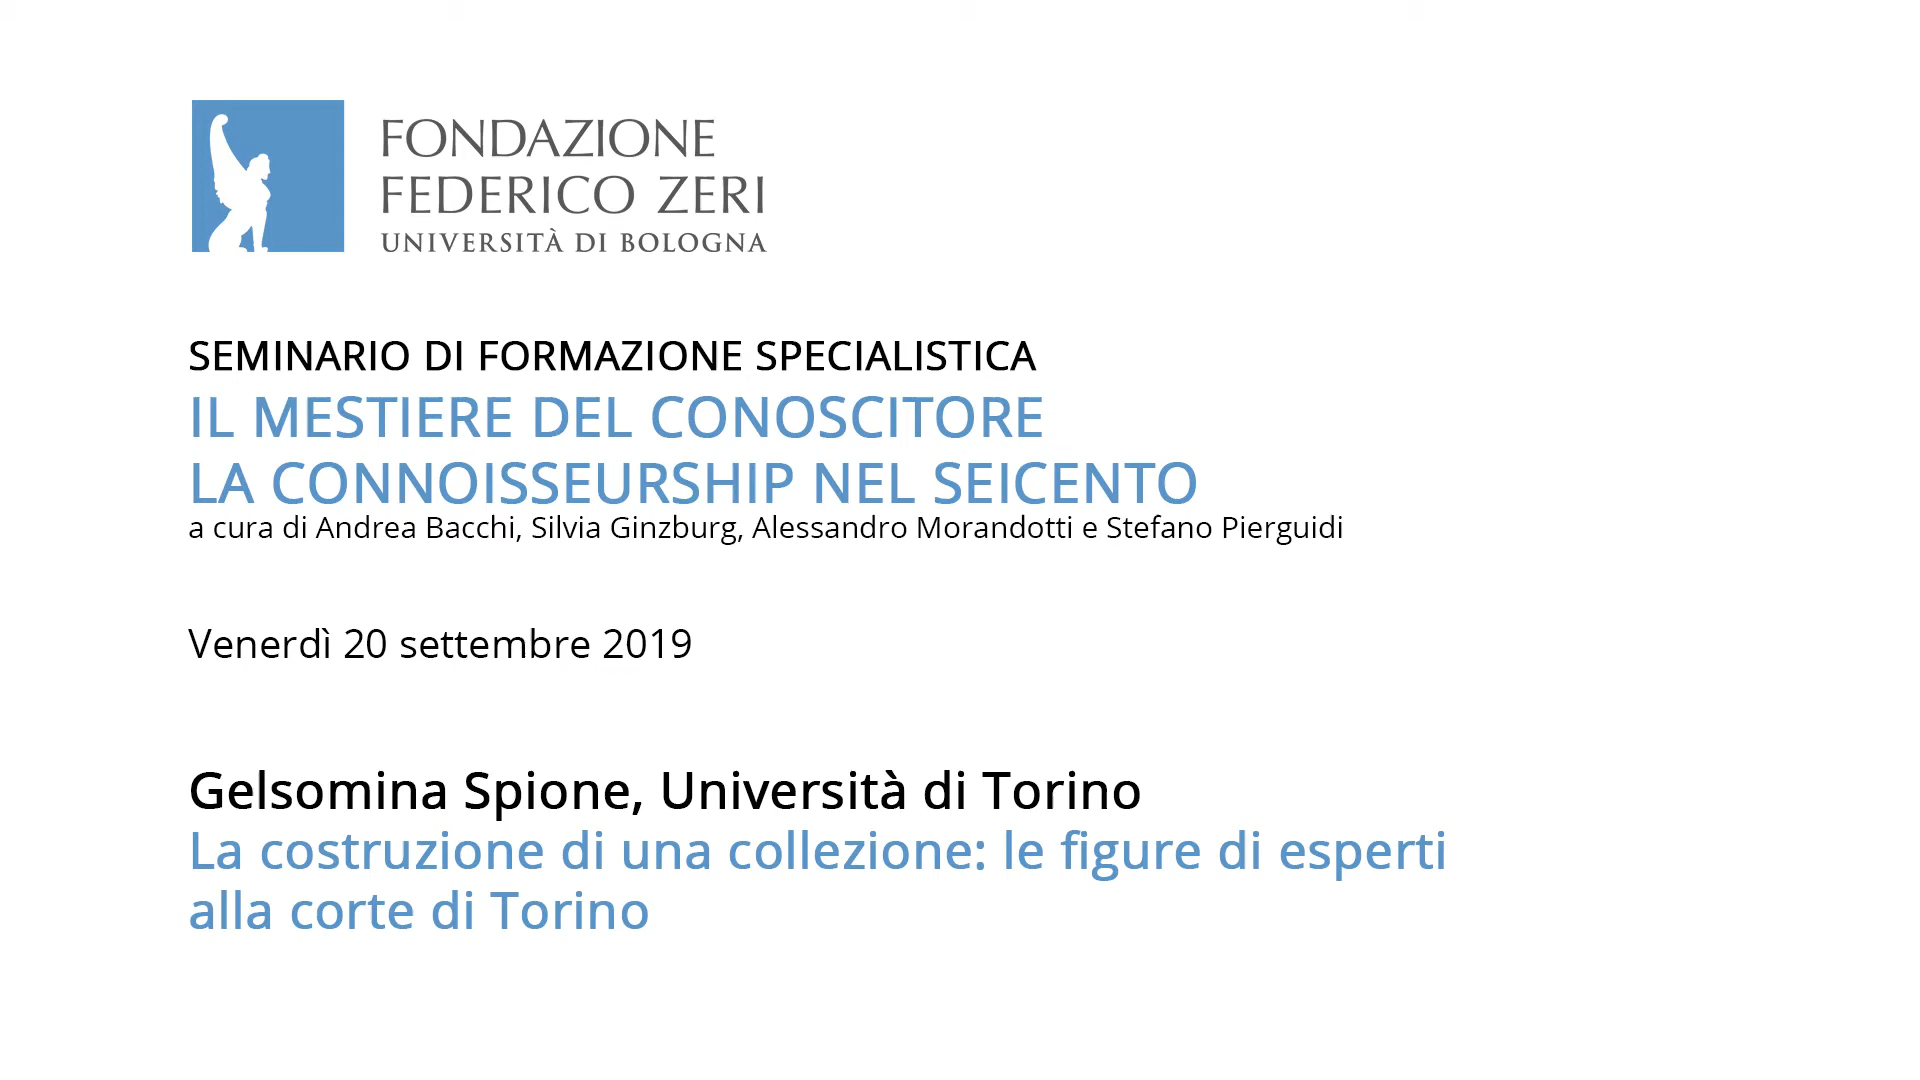 FONDAZIONE
FEDERICO ZERI
UNIVERSITÀ DI BOLOGNA
SEMINARIO DI FORMAZIONE SPECIALISTICA
IL MESTIERE DEL CONOSCITORE
LA CONNOISSEURSHIP NEL SEICENTO
a cura di Andrea Bacchi, Silvia Ginzburg, Alessandro Morandotti e Stefano Pierguidi
Venerdì 20 settembre 2019
Gelsomina Spione, Università di Torino
La costruzione di una collezione: le figure di esperti
alla corte di Torino